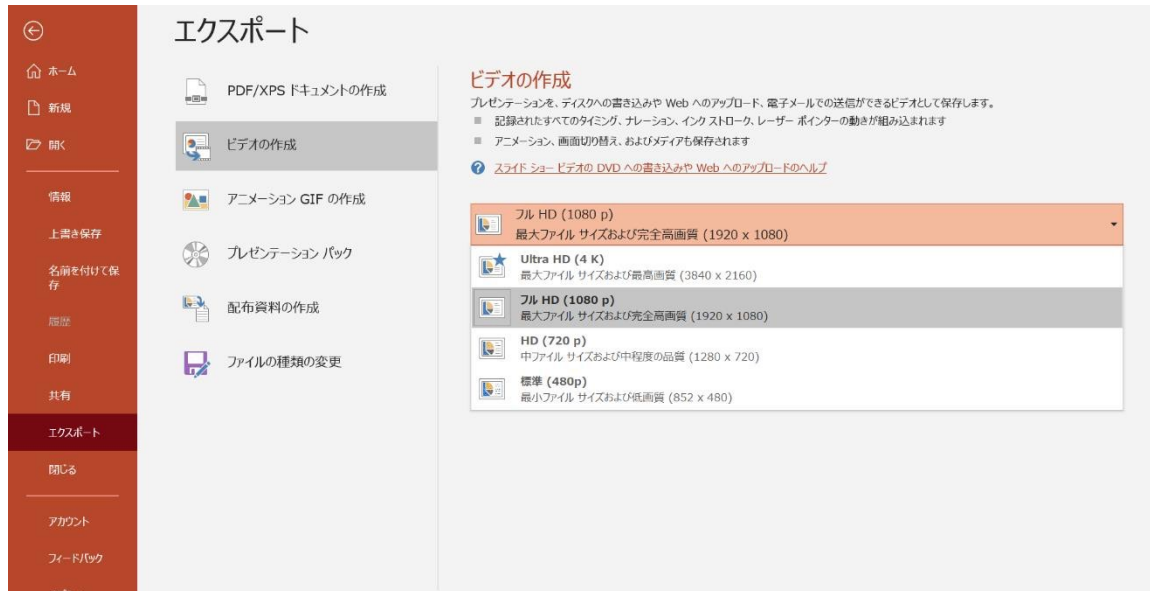 エクスポート
ホーム
新規
開く
情報
上書き保存
名前を付けて保
存
履歴
印刷
共有
エクスポート
閉じる
アカウント
フィードバック
PDF/XPS ドキュメントの作成
ビデオの作成
アニメーション GIF の作成
プレゼンテーション パック
配布資料の作成
ファイルの種類の変更
ビデオの作成
プレゼンテーションを、ディスクへの書き込みや Web へのアップロード、電子メールでの送信ができるビデオとして保存します。
記録されたすべてのタイミング、ナレーション、インク ストローク、レーザー ポインターの動きが組み込まれます
アニメーション、画面切り替え、およびメディアも保存されます
スライド ショー ビデオの DVD への書き込みや Web へのアップロードのヘルプ
フル HD (1080 p)
最大ファイル サイズおよび完全高画質 (1920 x 1080)
Ultra HD (4 K)
最大ファイル サイズおよび最高画質 (3840 x 2160)
フル HD (1080 p)
最大ファイル サイズおよび完全高画質 (1920 x 1080)
HD (720 p)
中ファイル サイズおよび中程度の品質 (1280 x 720)
標準 (480p)
最小ファイル サイズおよび低画質 (852 x 480)